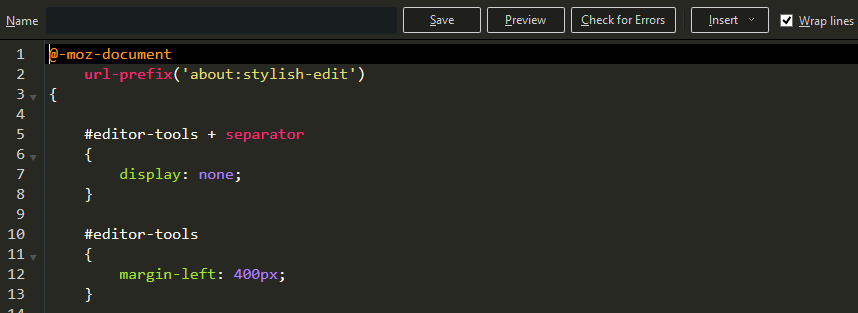 Name Save Preview Check for Errors Insert Wrap lines
1 @-moz-document
2     url-prefix('about:stylish-edit')
3 {
4
5     #editor-tools + separator
6     {
7         display: none;
8     }
9
10     #editor-tools
11     {
12         margin-left: 400px;
13     }